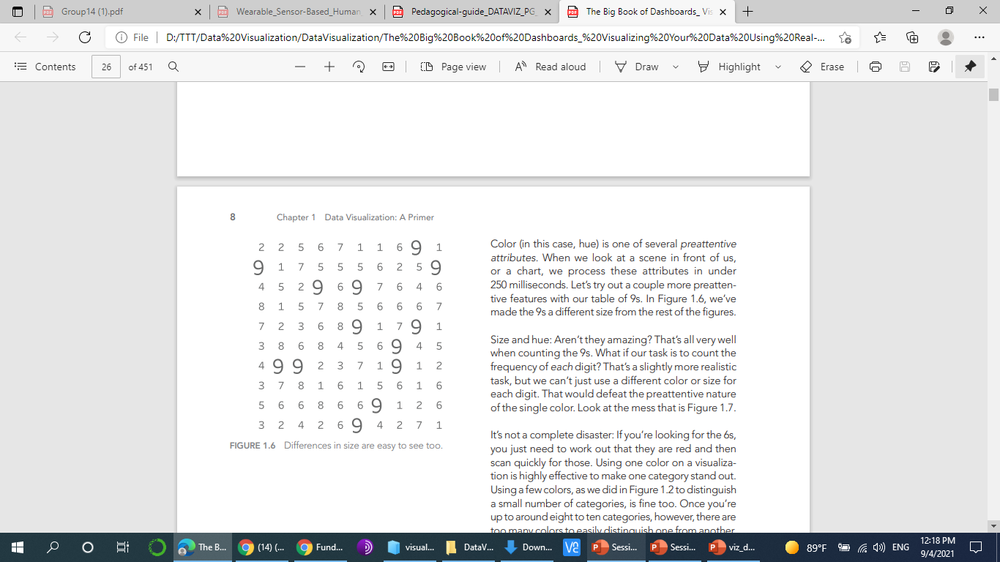 Group14 (1).pdf
Wearable_Sensor-Based_Human
Pedagogical-guide_DATAVIZ_PG
The Big Book of Dashboards_ Vis
File
D:/TTT/Data%20Visualization/DataVisualization/The%20Big%20Book%20of%20Dashboards_%20Visualizing%20Your%20Data%20Using%20Real-...
Contents 26 of 451 Page view Read aloud Draw Highlight Erase
8 Chapter 1 Data Visualization: A Primer
2 2 5 6 7 1 1 6 9 1
9 1 7 5 5 5 6 2 5 9
4 5 2 9 6 9 7 6 4 6
8 1 5 7 8 5 6 6 6 7
7 2 3 6 8 9 1 7 9 1
3 8 6 8 4 5 6 9 4 5
4 9 9 2 3 7 1 9 1 2
3 7 8 1 6 1 5 6 1 6
5 6 6 8 6 6 9 1 2 6
3 2 4 2 6 9 4 2 7 1
FIGURE 1.6 Differences in size are easy to see too.
Color (in this case, hue) is one of several preattentive
attributes. When we look at a scene in front of us,
or a chart, we process these attributes in under
250 milliseconds. Let's try out a couple more preatten-
tive features with our table of 9s. In Figure 1.6, we've
made the 9s a different size from the rest of the figures.
Size and hue: Aren't they amazing? That's all very well
when counting the 9s. What if our task is to count the
frequency of each digit? That's a slightly more realistic
task, but we can't just use a different color or size for
each digit. That would defeat the preattentive nature
of the single color. Look at the mess that is Figure 1.7.
It's not a complete disaster: If you're looking for the 6s,
you just need to work out that they are red and then
scan quickly for those. Using one color on a visualiza-
tion is highly effective to make one category stand out.
Using a few colors, as we did in Figure 1.2 to distinguish
a small number of categories, is fine too. Once you're
up to around eight to ten categories, however, there are
too many colors to easily distinguish one from another.
The B... (14) (... Fund... visual... DataV... Down... Sessi... Sessi... viz_d... 89°F ENG 12:18 PM
9/4/2021